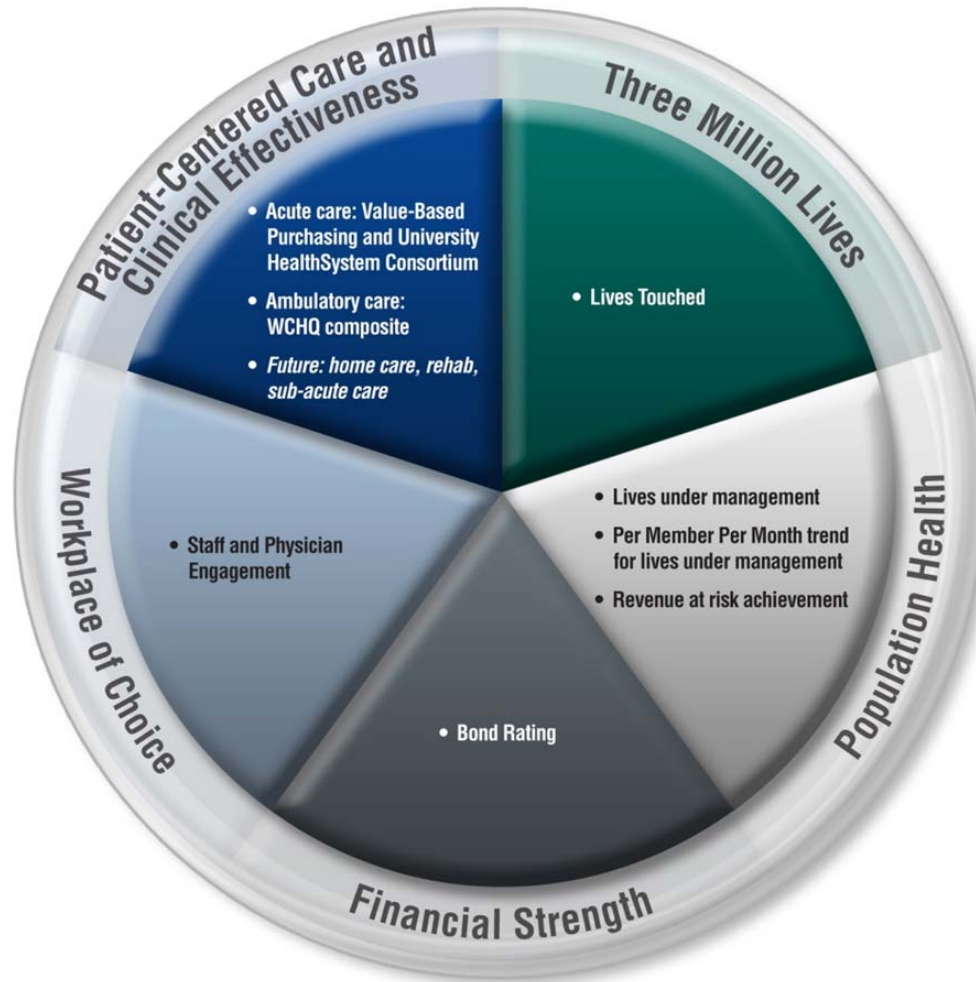 Patient-Centered Care and
Clinical Effectiveness
• Acute care: Value-Based
Purchasing and University
HealthSystem Consortium
• Ambulatory care:
WCHQ composite
• Future: home care, rehab,
sub-acute care
Three Million Lives
• Lives Touched
Population Health
• Lives under management
• Per Member Per Month trend
for lives under management
• Revenue at risk achievement
Financial Strength
• Bond Rating
Workplace of Choice
• Staff and Physician
Engagement